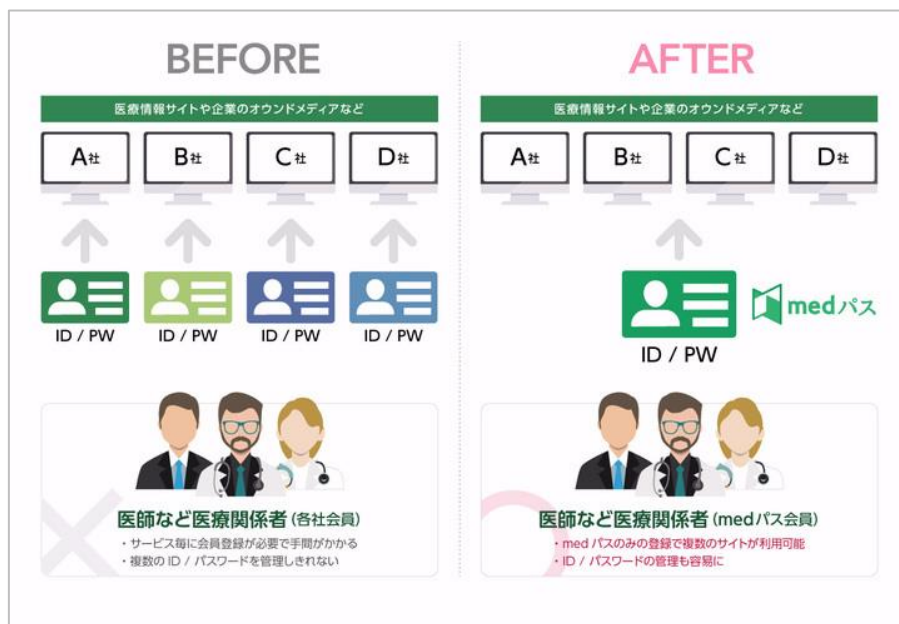 BEFORE
医療情報サイトや企業のオウンドメディアなど
A社
B社
C社
D社
ID / PW
ID / PW
ID / PW
ID / PW
医師など医療関係者(各社会員)
・サービス毎に会員登録が必要で手間がかかる
・複数の ID / パスワードを管理しきれない
AFTER
医療情報サイトや企業のオウンドメディアなど
A社
B社
C社
D社
medパス
ID / PW
医師など医療関係者(medパス会員)
・medパスのみの登録で複数のサイトが利用可能
・ID / パスワードの管理も容易に